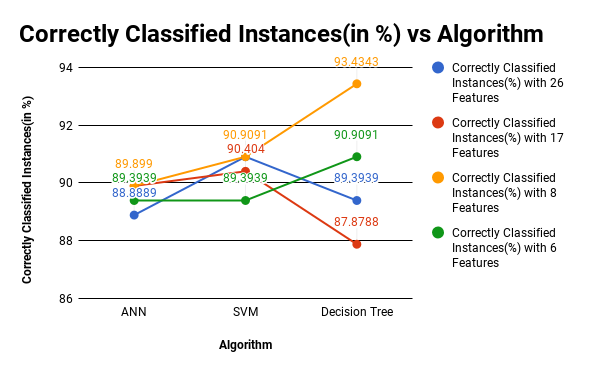 Correctly Classified Instances(in %) vs Algorithm
Correctly Classified Instances(in %)
94
92
90
88
86
93.4343
90.9091
90.9091
90.404
89.899
89.3939
89.3939
89.3939
88.8889
87.8788
ANN
SVM
Decision Tree
Algorithm
Correctly Classified
Instances(%) with 26
Features
Correctly Classified
Instances(%) with 17
Features
Correctly Classified
Instances(%) with 8
Features
Correctly Classified
Instances(%) with 6
Features